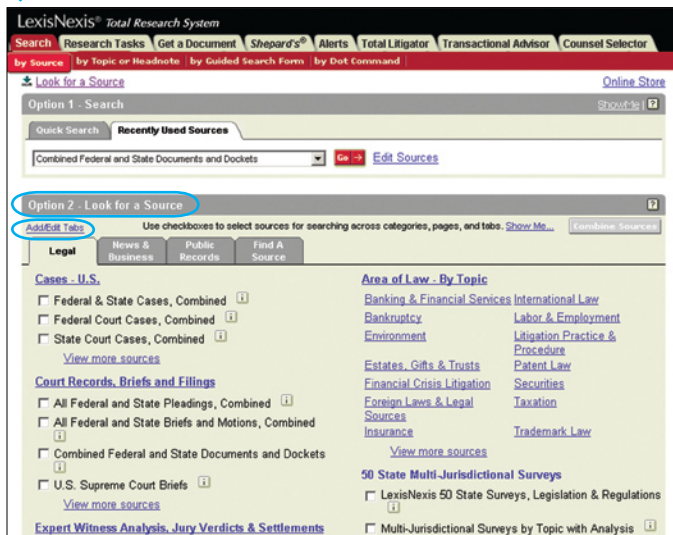 LexisNexis® Total Research System
Search Research Tasks Get a Document Shepard's® Alerts Total Litigator Transactional Advisor Counsel Selector
by Source by Topic or Headnote by Guided Search Form by Dot Command
Look for a Source Online Store
Option 1 - Search ShowMe | ?
Quick Search Recently Used Sources
Combined Federal and State Documents and Dockets Go Edit Sources
Option 2 - Look for a Source ?
Add/Edit Tabs Use checkboxes to select sources for searching across categories, pages, and tabs. Show Me... Combine Sources
Legal News & Business Public Records Find A Source
Cases - U.S.
Federal & State Cases, Combined i
Federal Court Cases, Combined i
State Court Cases, Combined i
View more sources
Court Records, Briefs and Filings
All Federal and State Pleadings, Combined i
All Federal and State Briefs and Motions, Combined
i
Combined Federal and State Documents and Dockets
i
U.S. Supreme Court Briefs i
View more sources
Expert Witness Analysis, Jury Verdicts & Settlements
Area of Law - By Topic
Banking & Financial Services International Law
Bankruptcy Labor & Employment
Environment Litigation Practice &
Procedure
Estates, Gifts & Trusts Patent Law
Financial Crisis Litigation Securities
Foreign Laws & Legal Taxation
Sources
Insurance Trademark Law
View more sources
50 State Multi-Jurisdictional Surveys
LexisNexis 50 State Surveys, Legislation & Regulations
i
Multi-Jurisdictional Surveys by Topic with Analysis i